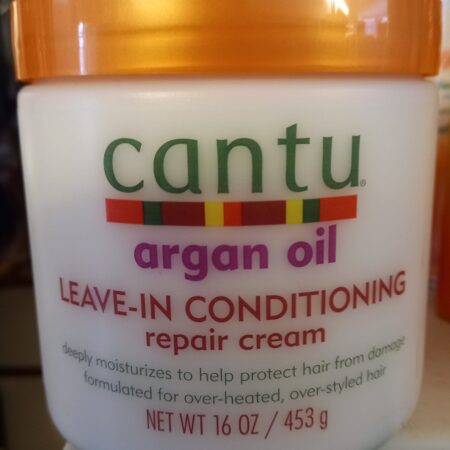 cantu®
argan oil
LEAVE-IN CONDITIONING
repair cream
deeply moisturizes to help protect hair from damage
formulated for over-heated, over-styled hair
NET WT 16 OZ / 453 g